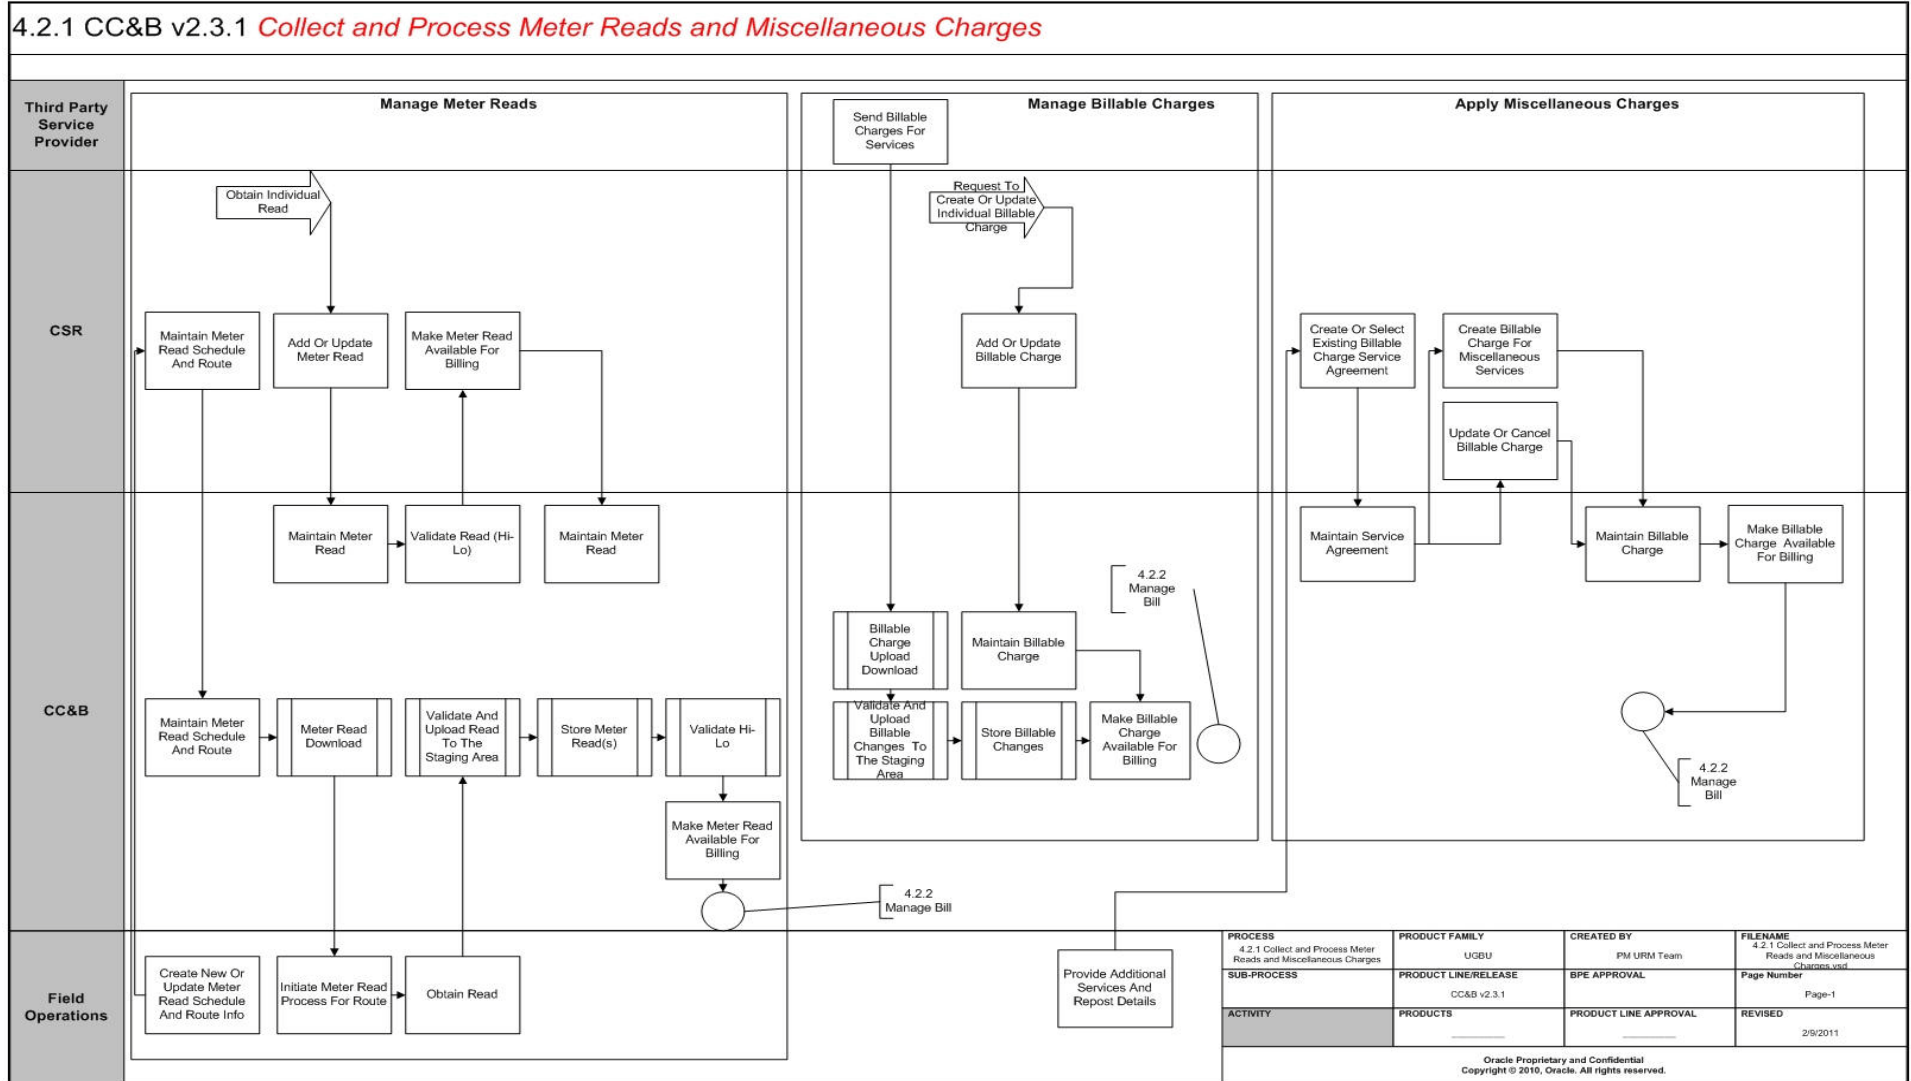 4.2.1 CC&B v2.3.1 Collect and Process Meter Reads and Miscellaneous Charges
Third Party
Service
Provider
Manage Meter Reads
Manage Billable Charges
Apply Miscellaneous Charges
Send Billable
Charges For
Services
CSR
Obtain Individual
Read
Request To
Create Or Update
Individual Billable
Charge
Maintain Meter
Read Schedule
And Route
Add Or Update
Meter Read
Make Meter Read
Available For
Billing
Add Or Update
Billable Charge
Create Or Select
Existing Billable
Charge Service
Agreement
Create Billable
Charge For
Miscellaneous
Services
Update Or Cancel
Billable Charge
CC&B
Maintain Meter
Read
Validate Read (Hi-
Lo)
Maintain Meter
Read
Maintain Service
Agreement
Maintain Billable
Charge
Make Billable
Charge Available
For Billing
4.2.2
Manage
Bill
Billable
Charge
Upload
Download
Maintain Billable
Charge
Maintain Meter
Read Schedule
And Route
Meter Read
Download
Validate And
Upload Read
To The
Staging Area
Store Meter
Read(s)
Validate Hi-
Lo
Validate And
Upload
Billable
Changes To
The Staging
Area
Store Billable
Changes
Make Billable
Charge
Available For
Billing
4.2.2
Manage
Bill
Make Meter Read
Available For
Billing
4.2.2
Manage Bill
Field
Operations
Create New Or
Update Meter
Read Schedule
And Route Info
Initiate Meter Read
Process For Route
Obtain Read
Provide Additional
Services And
Repost Details
PROCESS
4.2.1 Collect and Process Meter
Reads and Miscellaneous Charges
PRODUCT FAMILY
UGBU
CREATED BY
PM URM Team
FILENAME
4.2.1 Collect and Process Meter
Reads and Miscellaneous
Charges.vsd
SUB-PROCESS
PRODUCT LINE/RELEASE
CC&B v2.3.1
BPE APPROVAL
Page Number
Page-1
ACTIVITY
PRODUCTS
PRODUCT LINE APPROVAL
REVISED
2/9/2011
Oracle Proprietary and Confidential
Copyright © 2010, Oracle. All rights reserved.